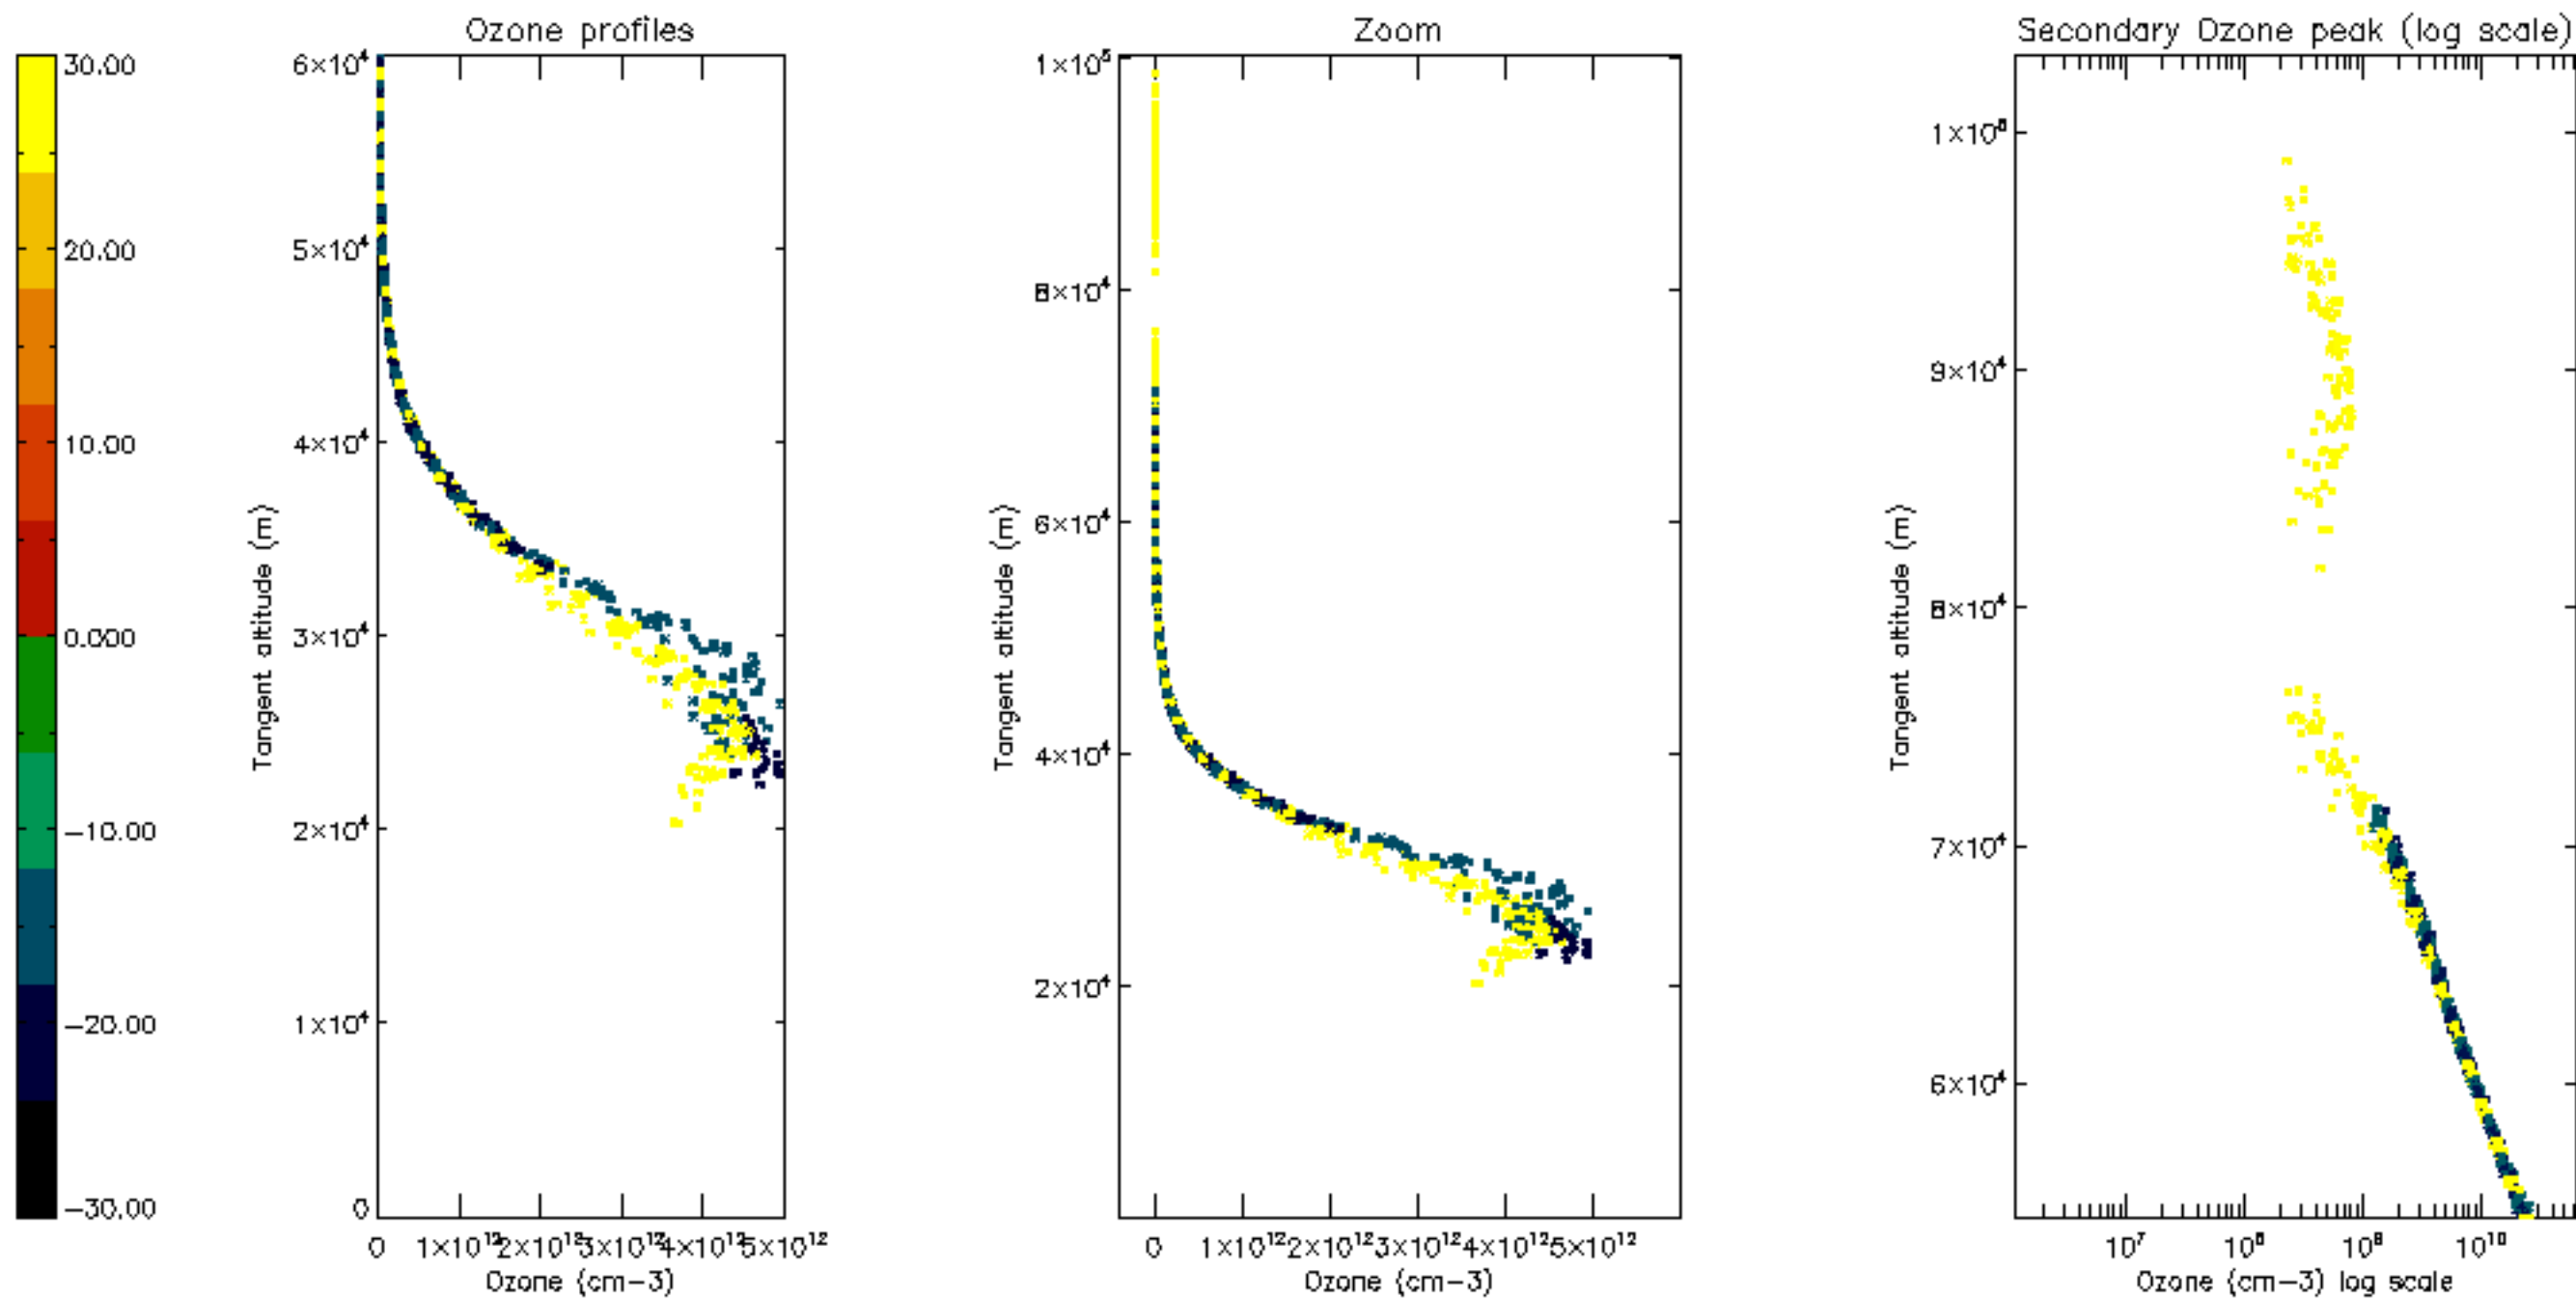 Ozone profiles
30.00
20.00
10.00
0.000
-10.00
-20.00
-30.00
6×10⁴
5×10⁴
4×10⁴
3×10⁴
2×10⁴
1×10⁴
0
Tangent altitude (m)
0 1×10¹² 2×10¹² 3×10¹² 4×10¹² 5×10¹²
Ozone (cm-3)
Zoom
1×10⁵
8×10⁴
6×10⁴
4×10⁴
2×10⁴
Tangent altitude (m)
0 1×10¹² 2×10¹² 3×10¹² 4×10¹² 5×10¹²
Ozone (cm-3)
Secondary Ozone peak (log scale)
1×10⁵
9×10⁴
8×10⁴
7×10⁴
6×10⁴
Tangent altitude (m)
10⁷ 10⁸ 10⁹ 10¹⁰
Ozone (cm-3) log scale